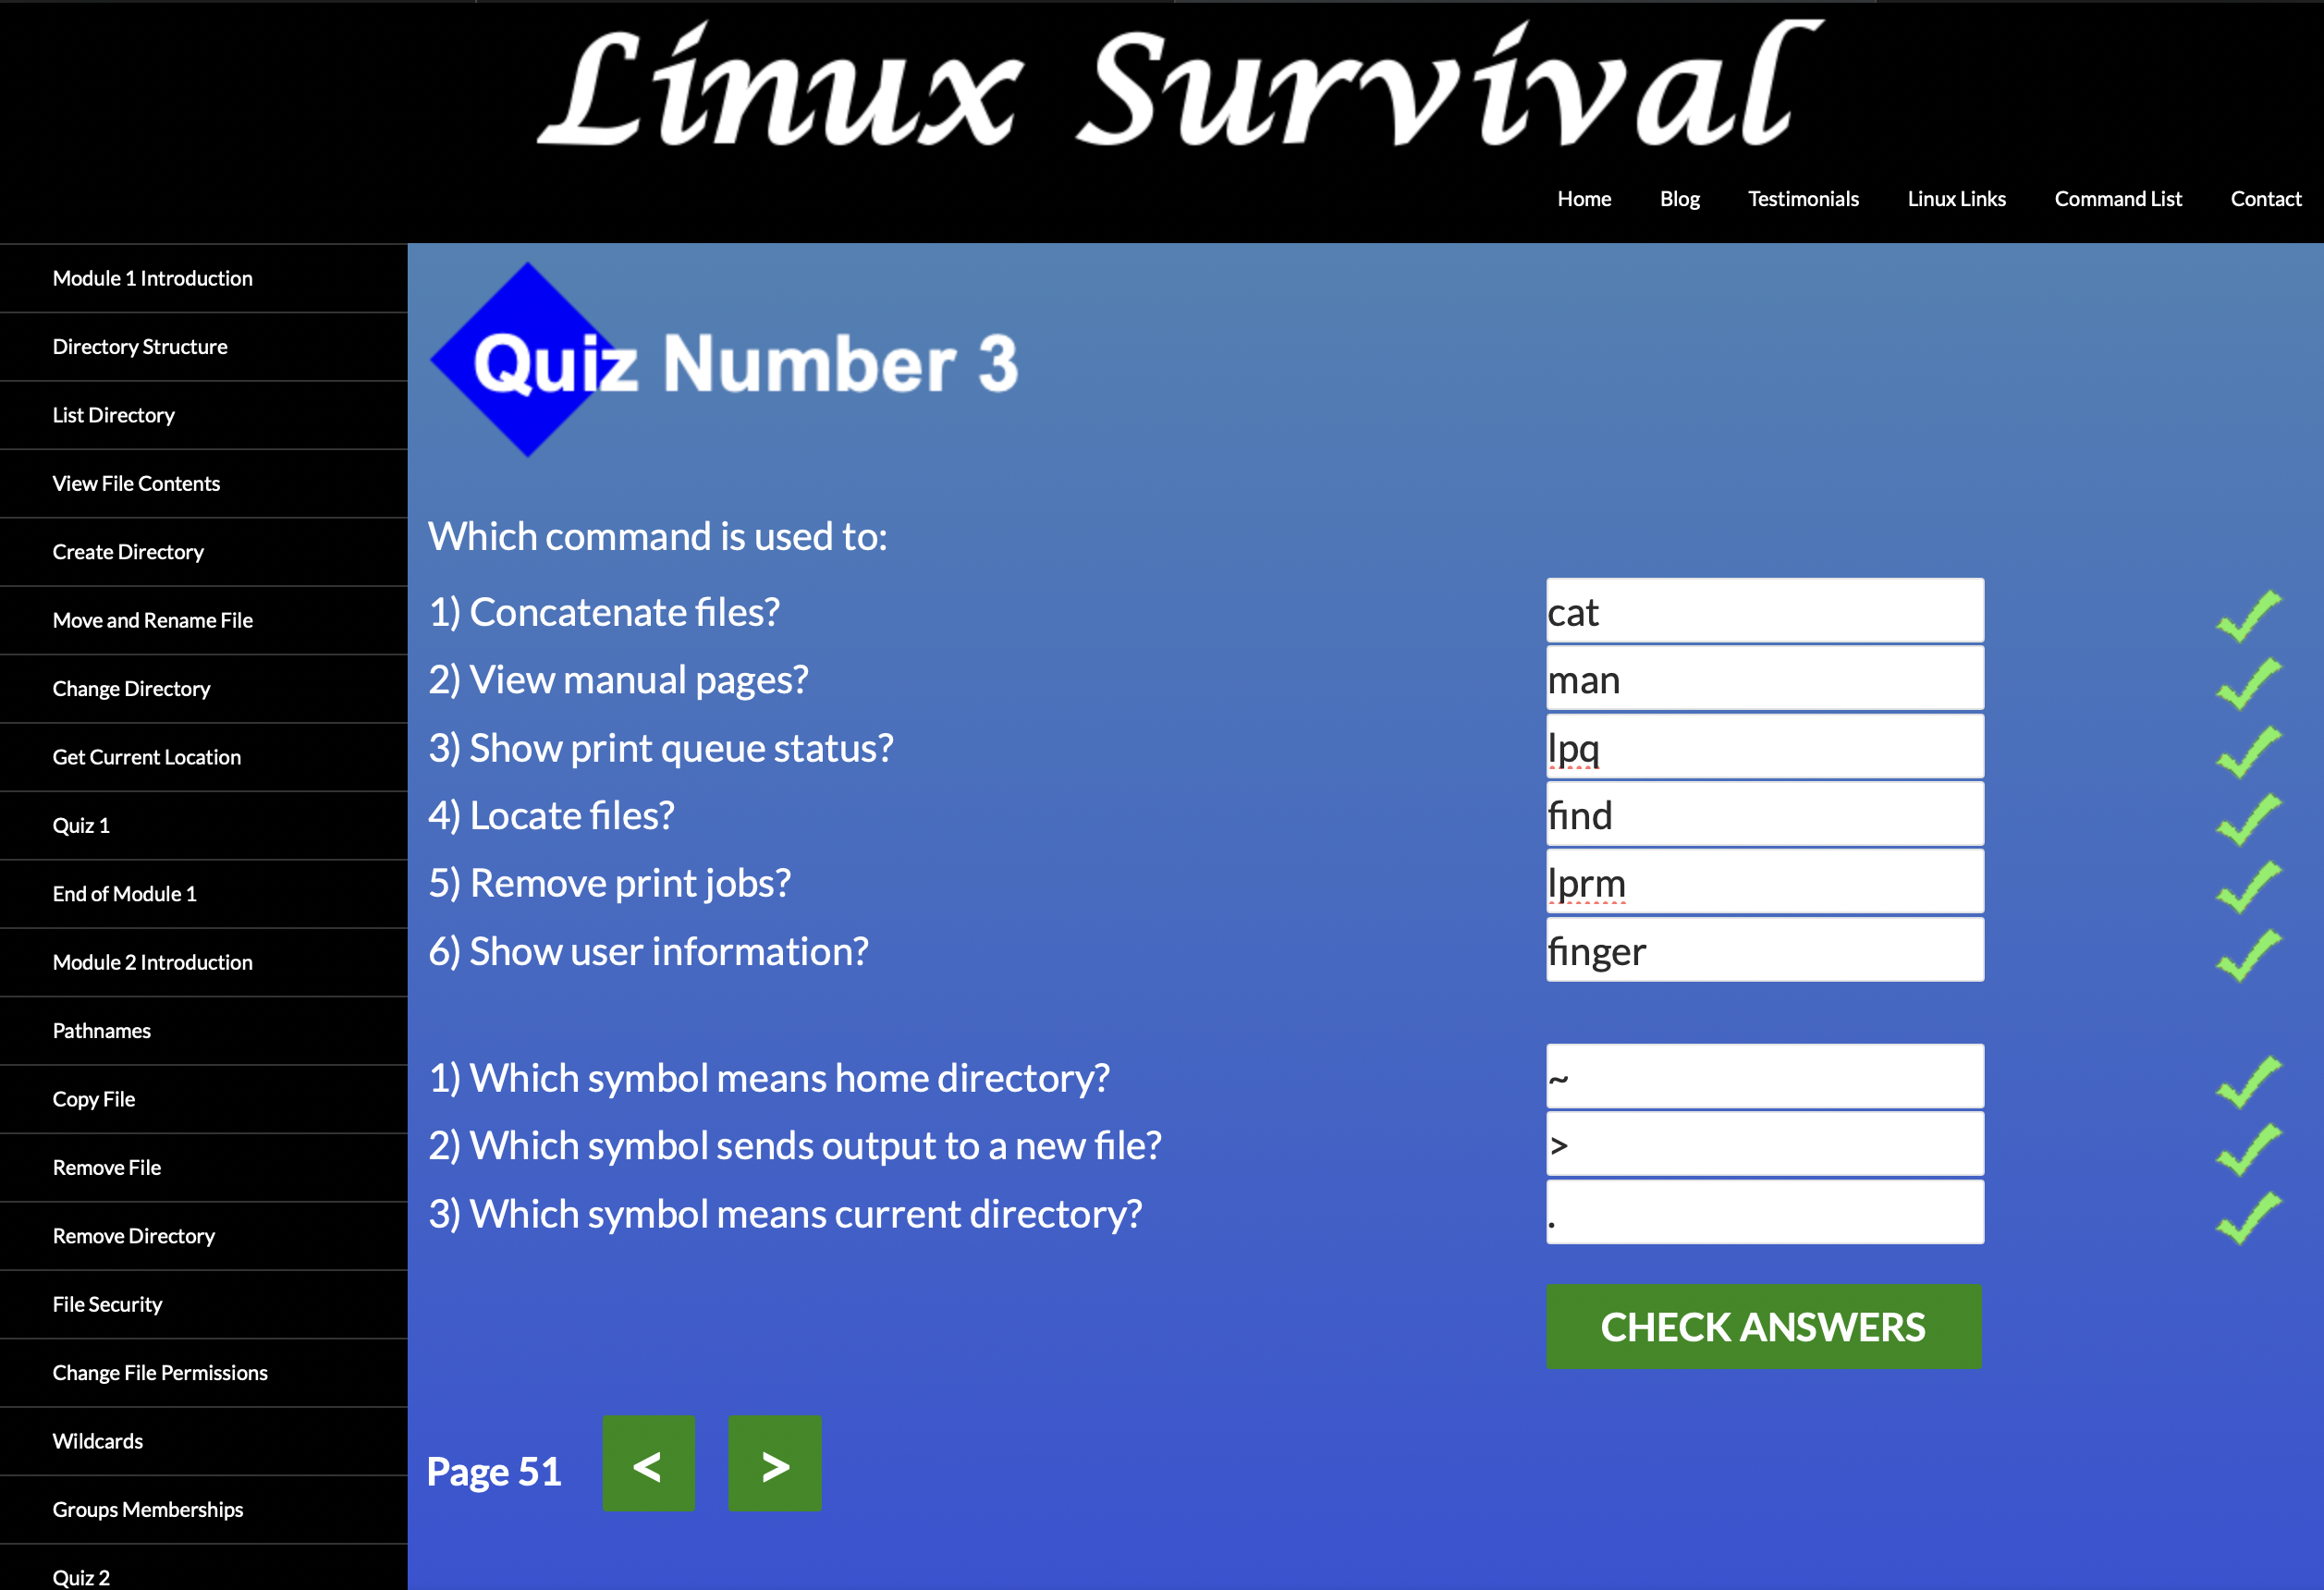 Linux Survival
Home Blog Testimonials Linux Links Command List Contact
Module 1 Introduction
Directory Structure
List Directory
View File Contents
Create Directory
Move and Rename File
Change Directory
Get Current Location
Quiz 1
End of Module 1
Module 2 Introduction
Pathnames
Copy File
Remove File
Remove Directory
File Security
Change File Permissions
Wildcards
Groups Memberships
Quiz 2
Quiz Number 3
Which command is used to:
1) Concatenate files? cat
2) View manual pages? man
3) Show print queue status? lpq
4) Locate files? find
5) Remove print jobs? lprm
6) Show user information? finger
1) Which symbol means home directory? ~
2) Which symbol sends output to a new file? >
3) Which symbol means current directory? .
CHECK ANSWERS
Page 51 < >